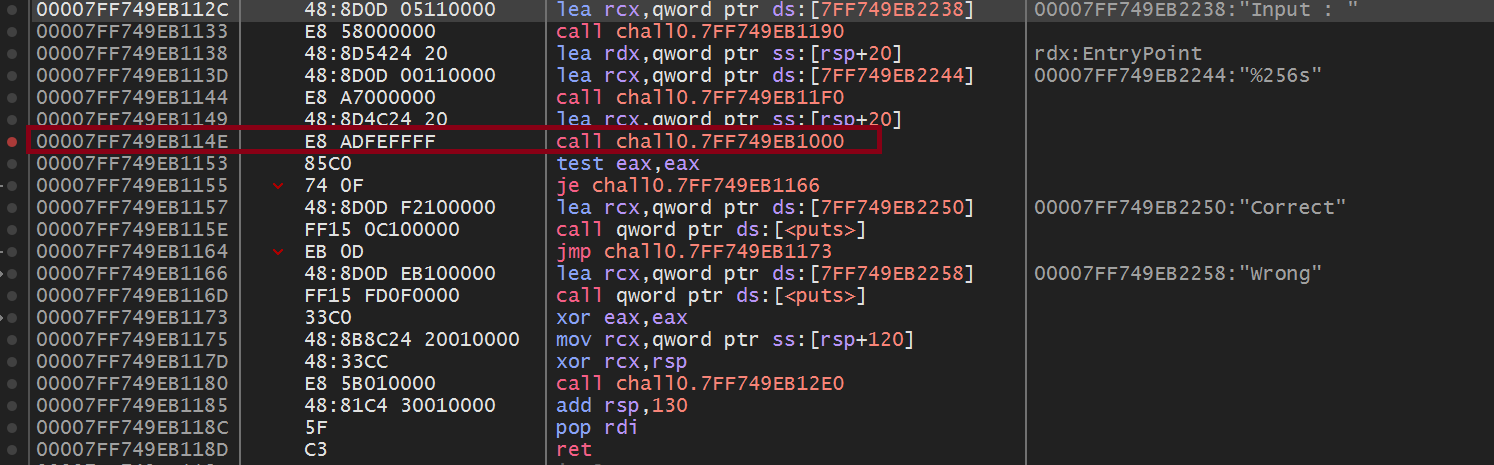 00007FF749EB112C 48:8D0D 05110000 lea rcx,qword ptr ds:[7FF749EB2238] 00007FF749EB2238:"Input : "
00007FF749EB1133 E8 58000000 call chall0.7FF749EB1190
00007FF749EB1138 48:8D5424 20 lea rdx,qword ptr ss:[rsp+20] rdx:EntryPoint
00007FF749EB113D 48:8D0D 00110000 lea rcx,qword ptr ds:[7FF749EB2244] 00007FF749EB2244:"%256s"
00007FF749EB1144 E8 A7000000 call chall0.7FF749EB11F0
00007FF749EB1149 48:8D4C24 20 lea rcx,qword ptr ss:[rsp+20]
00007FF749EB114E E8 ADFEFFFF call chall0.7FF749EB1000
00007FF749EB1153 85C0 test eax,eax
00007FF749EB1155 74 0F je chall0.7FF749EB1166
00007FF749EB1157 48:8D0D F2100000 lea rcx,qword ptr ds:[7FF749EB2250] 00007FF749EB2250:"Correct"
00007FF749EB115E FF15 0C100000 call qword ptr ds:[<puts>]
00007FF749EB1164 EB 0D jmp chall0.7FF749EB1173
00007FF749EB1166 48:8D0D EB100000 lea rcx,qword ptr ds:[7FF749EB2258] 00007FF749EB2258:"Wrong"
00007FF749EB116D FF15 FD0F0000 call qword ptr ds:[<puts>]
00007FF749EB1173 33C0 xor eax,eax
00007FF749EB1175 48:8B8C24 20010000 mov rcx,qword ptr ss:[rsp+120]
00007FF749EB117D 48:33CC xor rcx,rsp
00007FF749EB1180 E8 5B010000 call chall0.7FF749EB12E0
00007FF749EB1185 48:81C4 30010000 add rsp,130
00007FF749EB118C 5F pop rdi
00007FF749EB118D C3 ret